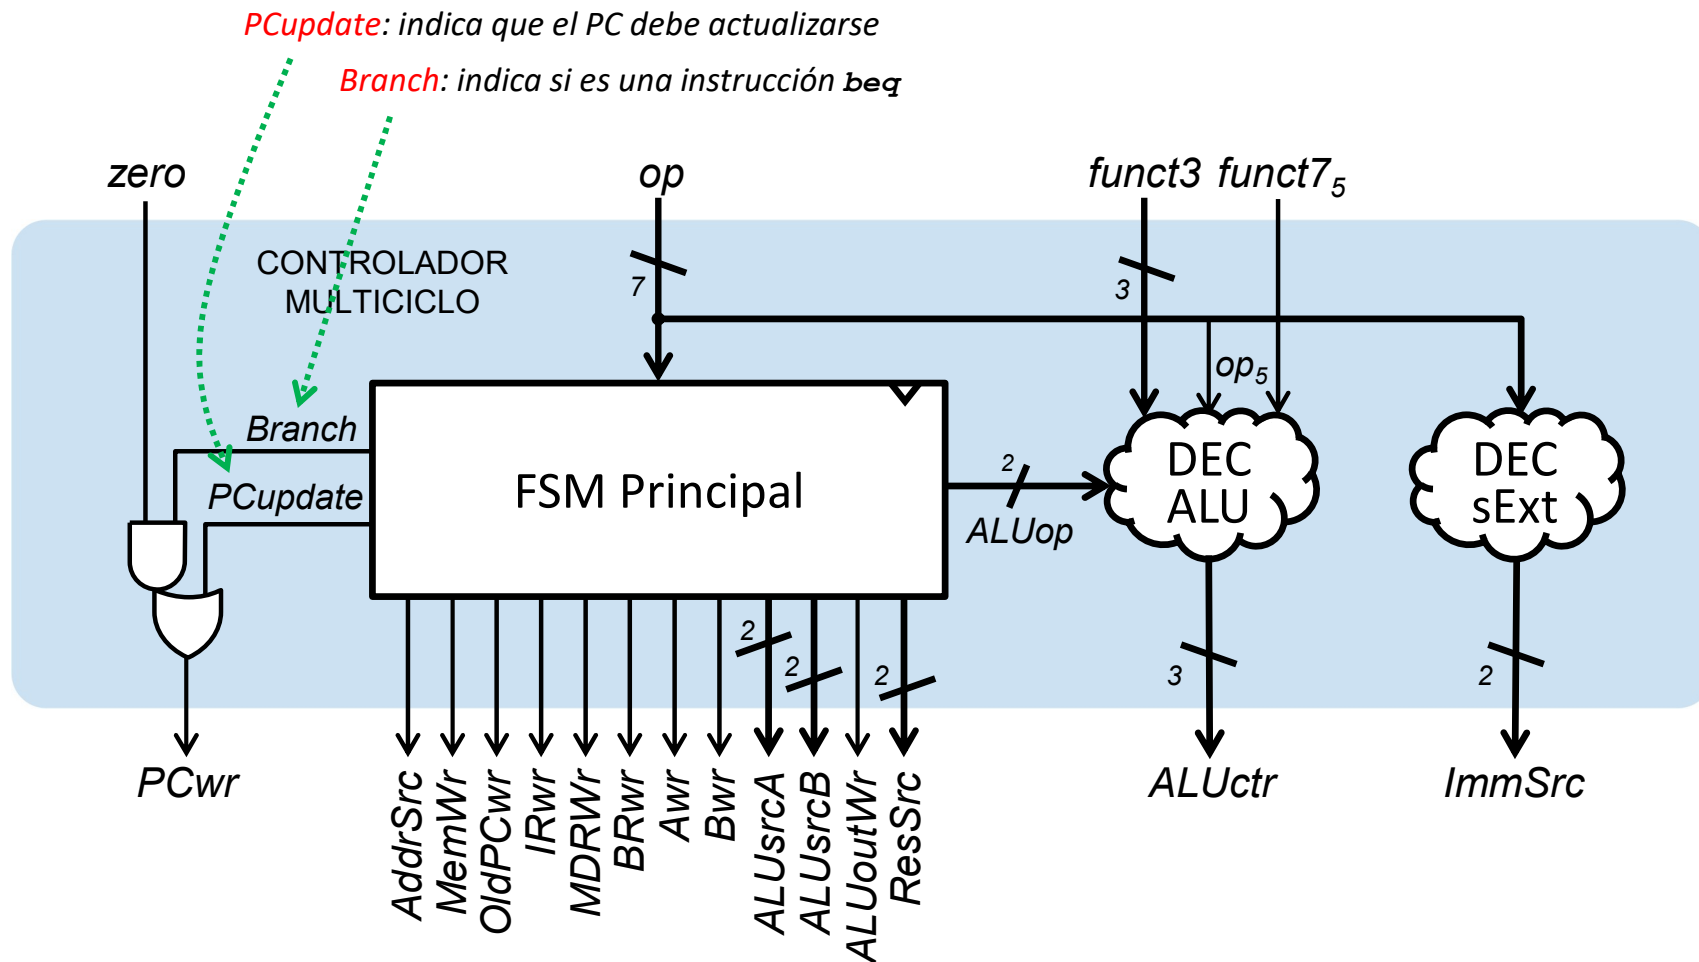 PCupdate: indica que el PC debe actualizarse
Branch: indica si es una instrucción beq
zero
op
funct3 funct7₅
CONTROLADOR
MULTICICLO
7
3
op₅
Branch
PCupdate
FSM Principal
2
ALUop
DEC
ALU
DEC
sExt
2
2
2
3
2
PCwr
AddrSrc
MemWr
OldPCwr
IRwr
MDRWr
BRwr
Awr
Bwr
ALUsrcA
ALUsrcB
ALUoutWr
ResSrc
ALUctr
ImmSrc